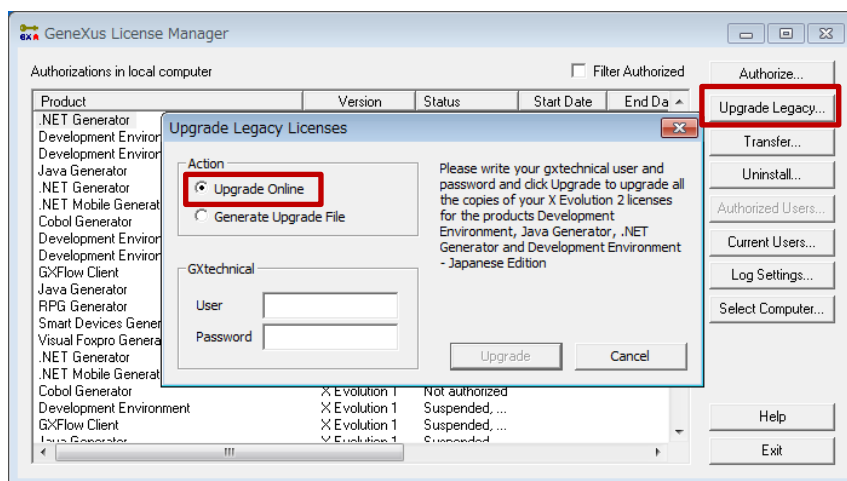 GeneXus License Manager
Authorizations in local computer
Filter Authorized
Product Version Status Start Date End Da
.NET Generator
Development Enviror
Development Enviror
Java Generator
.NET Generator
.NET Mobile Generat
Cobol Generator
Development Enviror
Development Enviror
GXFlow Client
Java Generator
RPG Generator
Smart Devices Gener
Visual Foxpro Genera
.NET Generator
.NET Mobile Generat
Cobol Generator X Evolution 1 Not authorized
Development Environment X Evolution 1 Suspended, ...
GXFlow Client X Evolution 1 Suspended, ...
Java Generator X Evolution 1 Suspended
Upgrade Legacy Licenses
Action
Upgrade Online
Generate Upgrade File
GXtechnical
User
Password
Please write your gxtechnical user and
password and click Upgrade to upgrade all
the copies of your X Evolution 2 licenses
for the products Development
Environment, Java Generator, .NET
Generator and Development Environment
- Japanese Edition
Upgrade
Cancel
Authorize...
Upgrade Legacy...
Transfer...
Uninstall...
Authorized Users...
Current Users...
Log Settings...
Select Computer...
Help
Exit